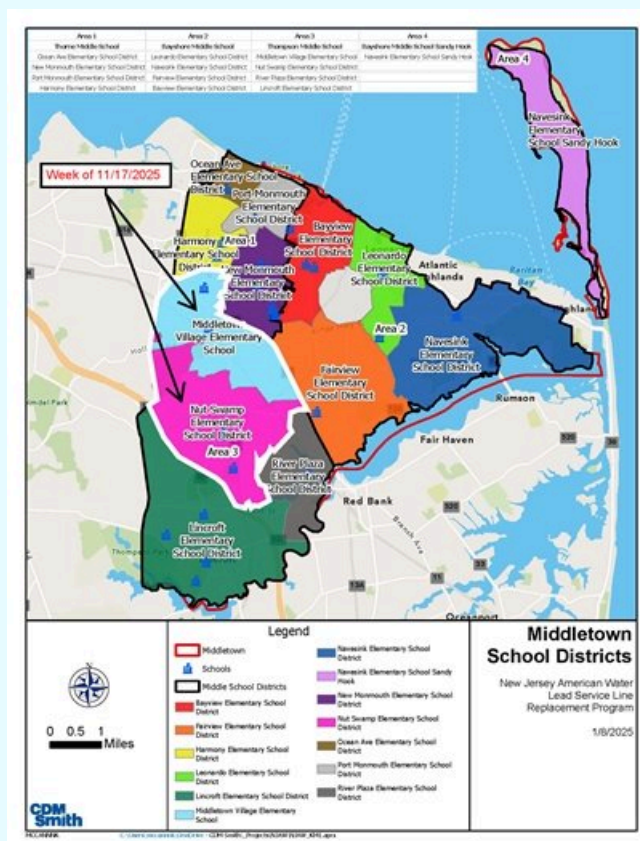 Area 1
Area 2
Area 3
Area 4
Thorne Middle School
Bayshore Middle School
Thompson Middle School
Bayshore Middle School Sandy Hook
Ocean Ave Elementary School District
Leonardo Elementary School District
Middletown Village Elementary School
Navesink Elementary School Sandy Hook
New Monmouth Elementary School District
Navesink Elementary School District
Nut Swamp Elementary School District
Port Monmouth Elementary School District
Fairview Elementary School District
River Plaza Elementary School District
Harmony Elementary School District
Bayview Elementary School District
Lincroft Elementary School District
Area 4
Navesink
Elementary
School Sandy Hook
Week of 11/17/2025
Ocean Ave
Elementary School
District
Port Monmouth
Elementary
School District
Bayview
Elementary
School District
Harmony
Elementary School
District
Area 1
New Monmouth
Elementary
School District
Leonardo
Elementary
School District
Atlantic
Highlands
Raritan
Bay
Middletown
Village Elementary
School
Area 2
Navesink
Elementary
School District
Fairview
Elementary
School District
Nut Swamp
Elementary
School District
Area 3
Rumson
Fair Haven
River Plaza
Elementary
School District
Red Bank
Branch Ave
Lincroft
Elementary
School District
520
36
520
33
11
Oceanport
Legend
Middletown
Schools
Middle School Districts
Bayview Elementary School
District
Fairview Elementary School
District
Harmony Elementary School
District
Leonardo Elementary School
District
Lincroft Elementary School
District
Middletown Village Elementary
School
Navesink Elementary School
District
Navesink Elementary School Sandy
Hook
New Monmouth Elementary School
District
Nut Swamp Elementary School
District
Ocean Ave Elementary School
District
Port Monmouth Elementary School
District
River Plaza Elementary School
District
0 0.5 1
Miles
Middletown
School Districts
New Jersey American Water
Lead Service Line
Replacement Program
1/8/2025
CDM
Smith
MCCANNNK